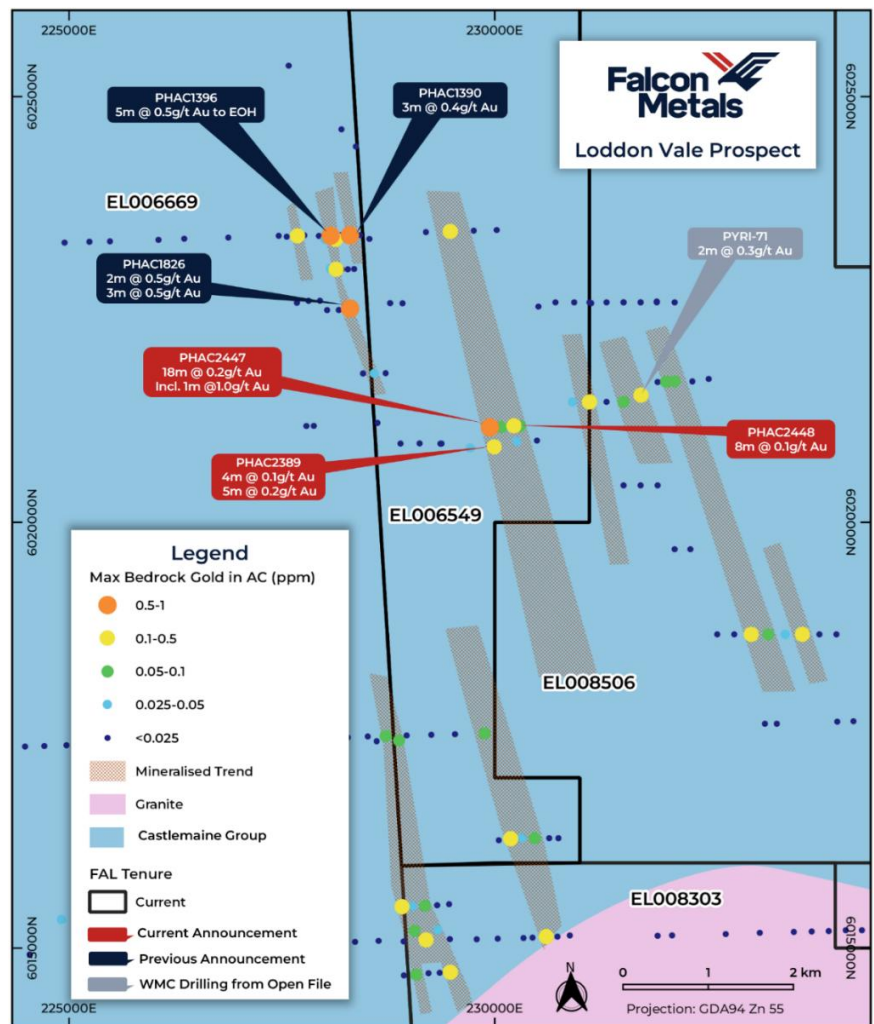 225000E
230000E
6025000N
6025000N
Falcon
Metals
Loddon Vale Prospect
PHAC1396
5m @ 0.5g/t Au to EOH
PHAC1390
3m @ 0.4g/t Au
EL006669
PYRI-71
2m @ 0.3g/t Au
PHAC1826
2m @ 0.5g/t Au
3m @ 0.5g/t Au
PHAC2447
18m @ 0.2g/t Au
Incl. 1m @1.0g/t Au
PHAC2448
8m @ 0.1g/t Au
PHAC2389
4m @ 0.1g/t Au
5m @ 0.2g/t Au
EL006549
6020000N
6020000N
Legend
Max Bedrock Gold in AC (ppm)
0.5-1
0.1-0.5
0.05-0.1
0.025-0.05
<0.025
Mineralised Trend
Granite
Castlemaine Group
FAL Tenure
Current
Current Announcement
Previous Announcement
WMC Drilling from Open File
EL008506
EL008303
6015000N
6015000N
N
0 1 2 km
Projection: GDA94 Zn 55
225000E
230000E